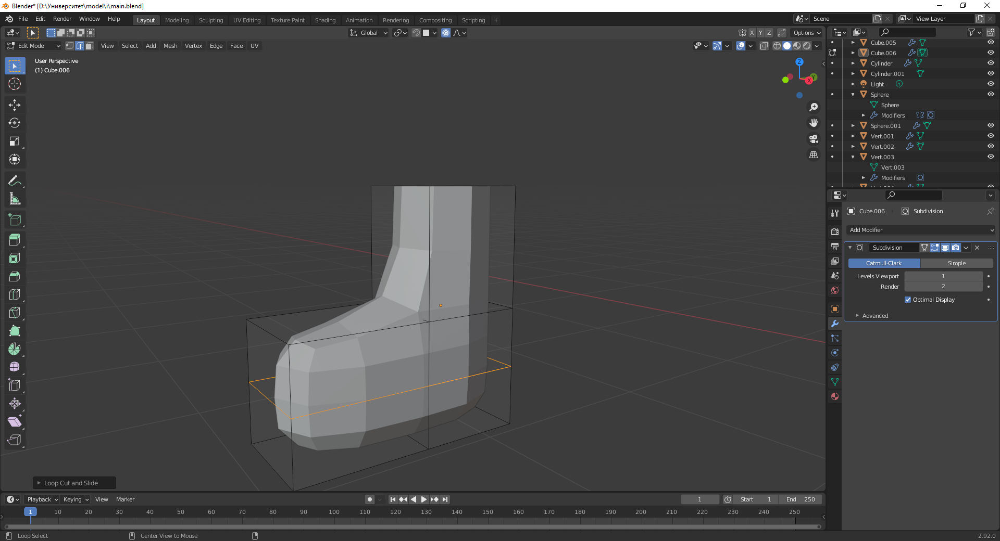 Blender* [D:\Университет\model\i\main.blend]
File Edit Render Window Help
Layout Modeling Sculpting UV Editing Texture Paint Shading Animation Rendering Compositing Scripting +
Scene
View Layer
Global
X Y Z
Options
Edit Mode
View Select Add Mesh Vertex Edge Face UV
User Perspective
(1) Cube.006
Z
Y
X
Loop Cut and Slide
Cube.005
Cube.006
Cylinder
Cylinder.001
Light
Sphere
Sphere
Modifiers
Sphere.001
Vert.001
Vert.002
Vert.003
Vert.003
Modifiers
Cube.006 Subdivision
Add Modifier
Subdivision
Catmull-Clark Simple
Levels Viewport 1
Render 2
Optimal Display
Advanced
Playback Keying View Marker
1
Start 1 End 250
1 10 20 30 40 50 60 70 80 90 100 110 120 130 140 150 160 170 180 190 200 210 220 230 240 250
Loop Select
Center View to Mouse
2.92.0